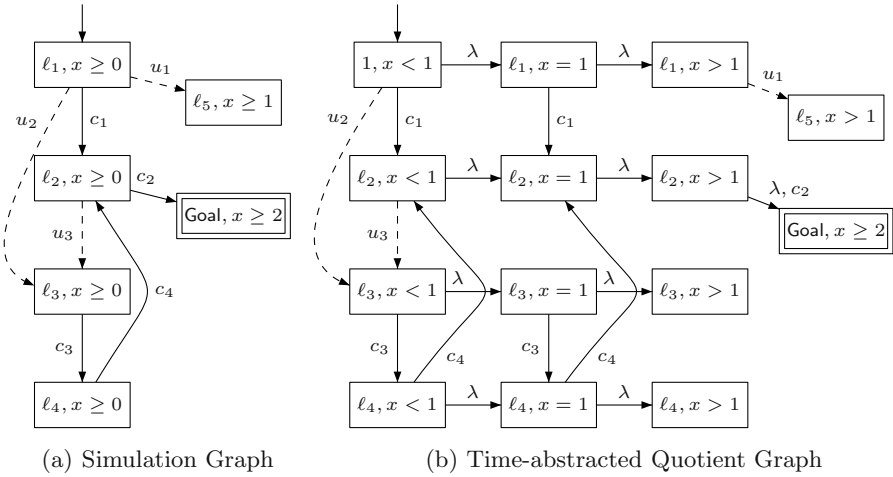 ℓ₁, x ≥ 0
u₁
ℓ₅, x ≥ 1
u₂
c₁
ℓ₂, x ≥ 0
c₂
Goal, x ≥ 2
u₃
ℓ₃, x ≥ 0
c₄
c₃
ℓ₄, x ≥ 0
(a) Simulation Graph
1, x < 1
λ
ℓ₁, x = 1
λ
ℓ₁, x > 1
u₁
ℓ₅, x > 1
u₂
c₁
c₁
ℓ₂, x < 1
λ
ℓ₂, x = 1
λ
ℓ₂, x > 1
λ, c₂
Goal, x ≥ 2
u₃
ℓ₃, x < 1
λ
ℓ₃, x = 1
λ
ℓ₃, x > 1
c₃
c₄
c₃
c₄
ℓ₄, x < 1
λ
ℓ₄, x = 1
λ
ℓ₄, x > 1
(b) Time-abstracted Quotient Graph